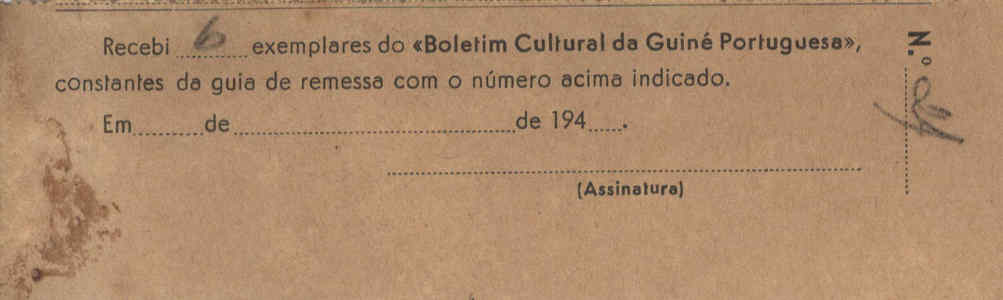 Recebi 6 exemplares do «Boletim Cultural da Guiné Portuguesa»,
constantes da guia de remessa com o número acima indicado.
Em........de........................................de 194......
(Assinatura)
N.º